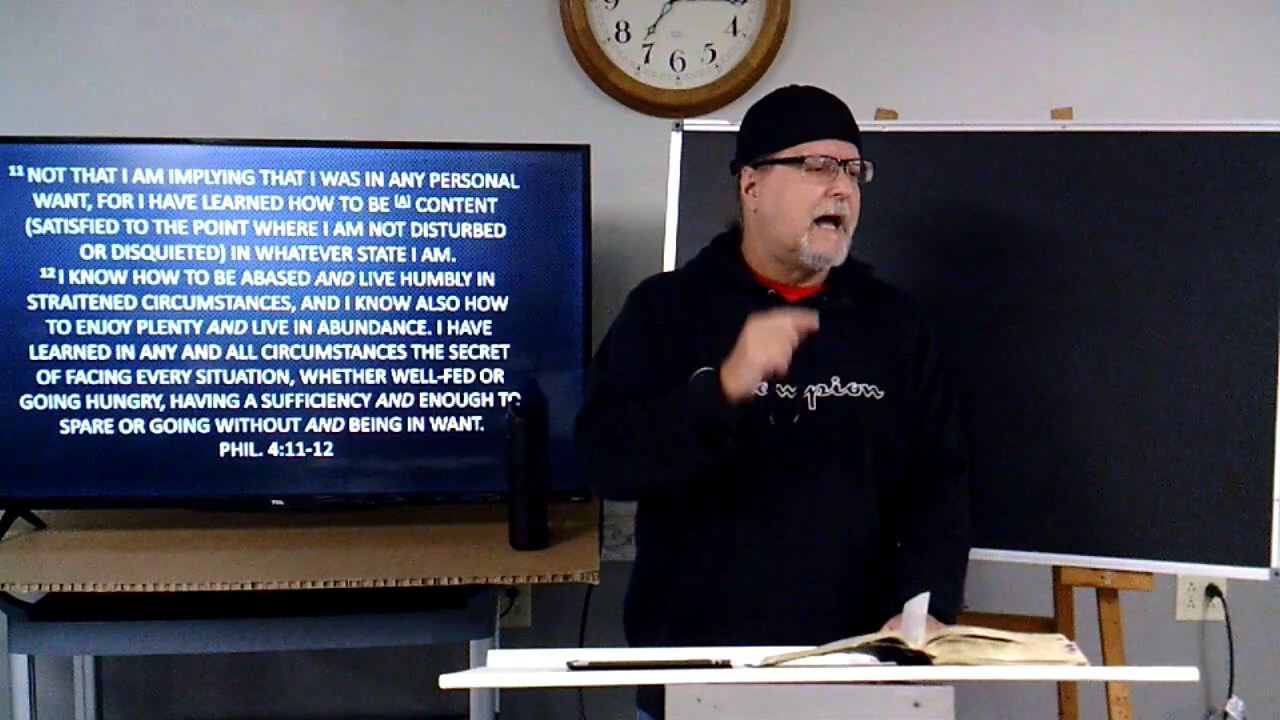 9
8
7
6
5
4
¹¹ NOT THAT I AM IMPLYING THAT I WAS IN ANY PERSONAL
WANT, FOR I HAVE LEARNED HOW TO BE [A] CONTENT
(SATISFIED TO THE POINT WHERE I AM NOT DISTURBED
OR DISQUIETED) IN WHATEVER STATE I AM.
¹² I KNOW HOW TO BE ABASED AND LIVE HUMBLY IN
STRAITENED CIRCUMSTANCES, AND I KNOW ALSO HOW
TO ENJOY PLENTY AND LIVE IN ABUNDANCE. I HAVE
LEARNED IN ANY AND ALL CIRCUMSTANCES THE SECRET
OF FACING EVERY SITUATION, WHETHER WELL-FED OR
GOING HUNGRY, HAVING A SUFFICIENCY AND ENOUGH TO
SPARE OR GOING WITHOUT AND BEING IN WANT.
PHIL. 4:11-12
TCL